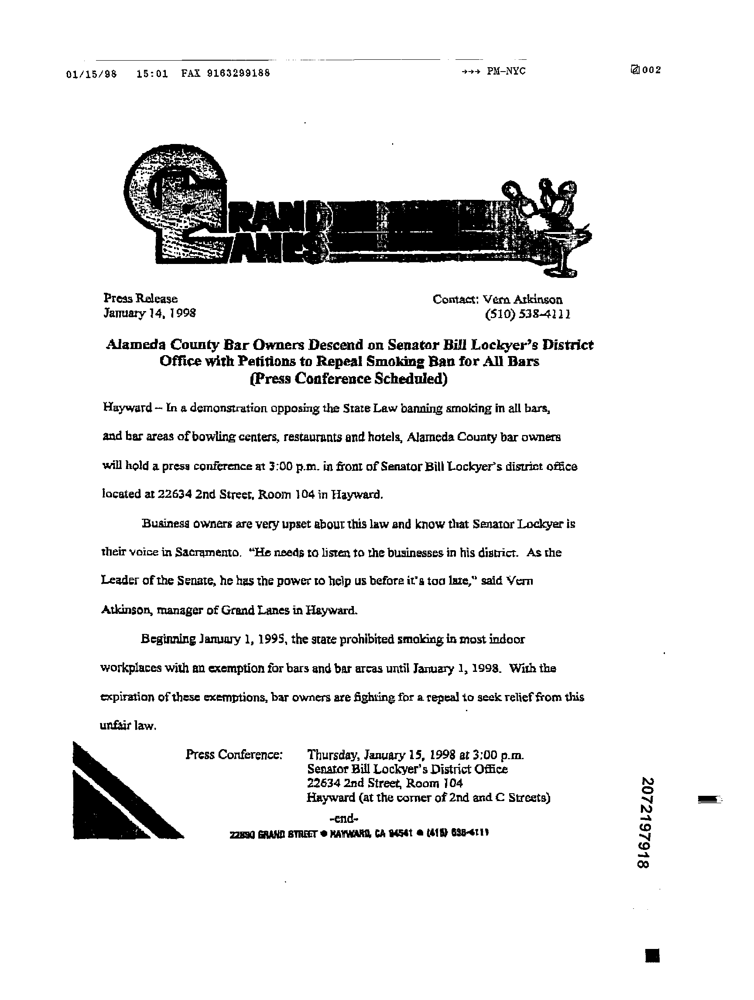 01/15/98 15:01 FAX 9163299188 →→→ PM-NYC 002
GRAND
LANES
Press Release
January 14, 1998
Contact: Vern Atkinson
(510) 538-4111
Alameda County Bar Owners Descend on Senator Bill Lockyer's District
Office with Petitions to Repeal Smoking Ban for All Bars
(Press Conference Scheduled)
Hayward -- In a demonstration opposing the State Law banning smoking in all bars,
and bar areas of bowling centers, restaurants and hotels, Alameda County bar owners
will hold a press conference at 3:00 p.m. in front of Senator Bill Lockyer's district office
located at 22634 2nd Street, Room 104 in Hayward.
Business owners are very upset about this law and know that Senator Lockyer is
their voice in Sacramento. "He needs to listen to the businesses in his district. As the
Leader of the Senate, he has the power to help us before it's too late," said Vern
Atkinson, manager of Grand Lanes in Hayward.
Beginning January 1, 1995, the state prohibited smoking in most indoor
workplaces with an exemption for bars and bar areas until January 1, 1998. With the
expiration of these exemptions, bar owners are fighting for a repeal to seek relief from this
unfair law.
Press Conference: Thursday, January 15, 1998 at 3:00 p.m.
Senator Bill Lockyer's District Office
22634 2nd Street, Room 104
Hayward (at the corner of 2nd and C Streets)
-end-
GRAND STREET ● HAYWARD, CA 94541 ● (415) 538-4111
2072197918